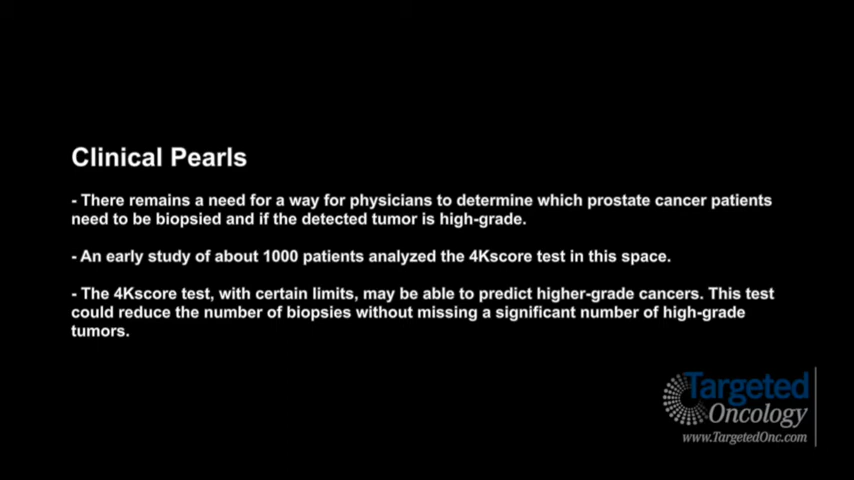 Clinical Pearls
- There remains a need for a way for physicians to determine which prostate cancer patients
need to be biopsied and if the detected tumor is high-grade.
- An early study of about 1000 patients analyzed the 4Kscore test in this space.
- The 4Kscore test, with certain limits, may be able to predict higher-grade cancers. This test
could reduce the number of biopsies without missing a significant number of high-grade
tumors.
Targeted
Oncology
www.TargetedOnc.com